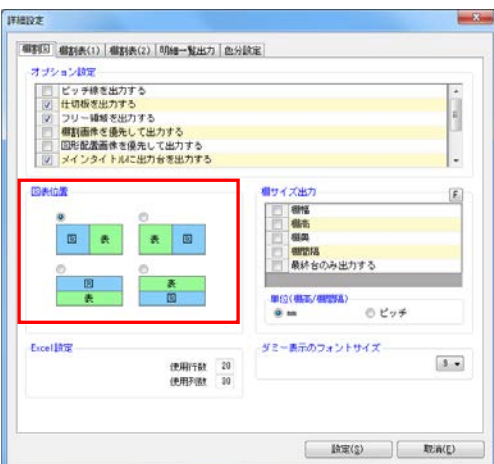 詳細設定
棚割図 棚割表(1) 棚割表(2) 明細一覧出力 色分設定
オプション設定
ピッチ線を出力する
仕切板を出力する
フリー領域を出力する
棚割画像を優先して出力する
図形配置画像を優先して出力する
メインタイトルに出力台を出力する
図表位置
図 表 表 図
図 表
表 図
棚サイズ出力 F
棚幅
棚高
棚奥
棚間隔
最終台のみ出力する
単位(棚高/棚間隔)
mm ピッチ
Excel設定
使用行数 20
使用列数 30
ダミー表示のフォントサイズ
9
設定(S) 取消(E)